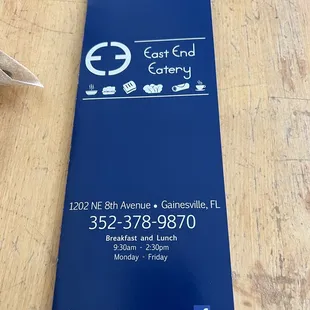 East End
Eatery
1202 NE 8th Avenue • Gainesville, FL
352-378-9870
Breakfast and Lunch
9:30am - 2:30pm
Monday - Friday